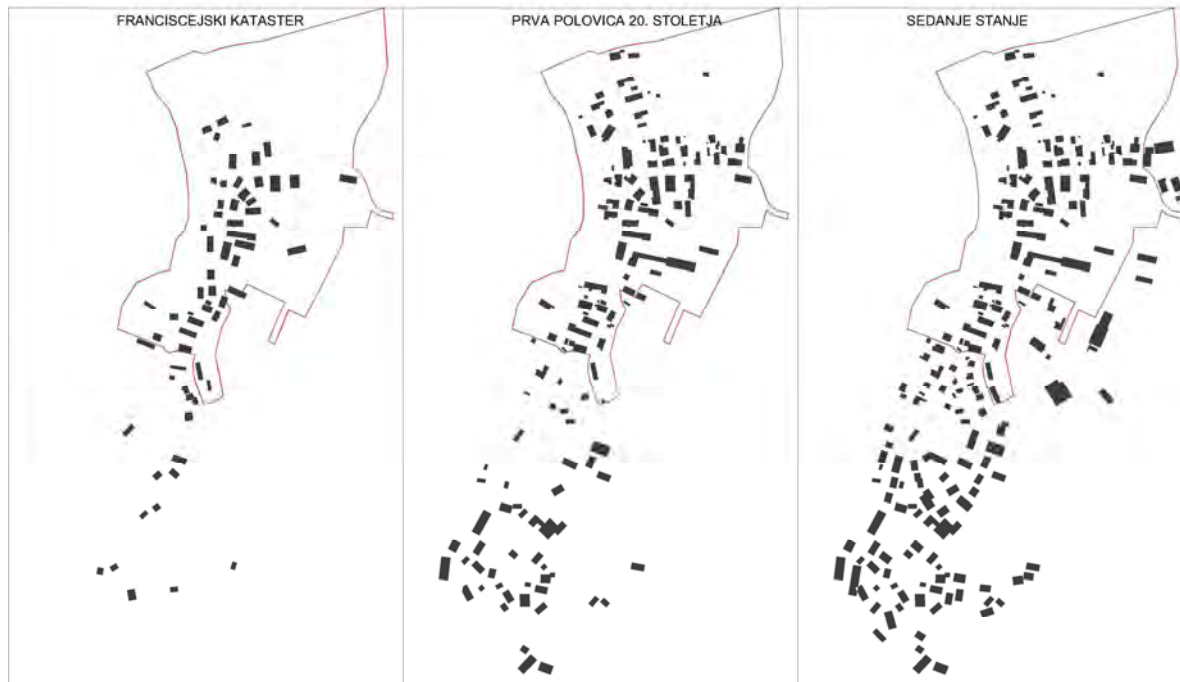 FRANCISCEJSKI KATASTER
PRVA POLOVICA 20. STOLETJA
SEDANJE STANJE